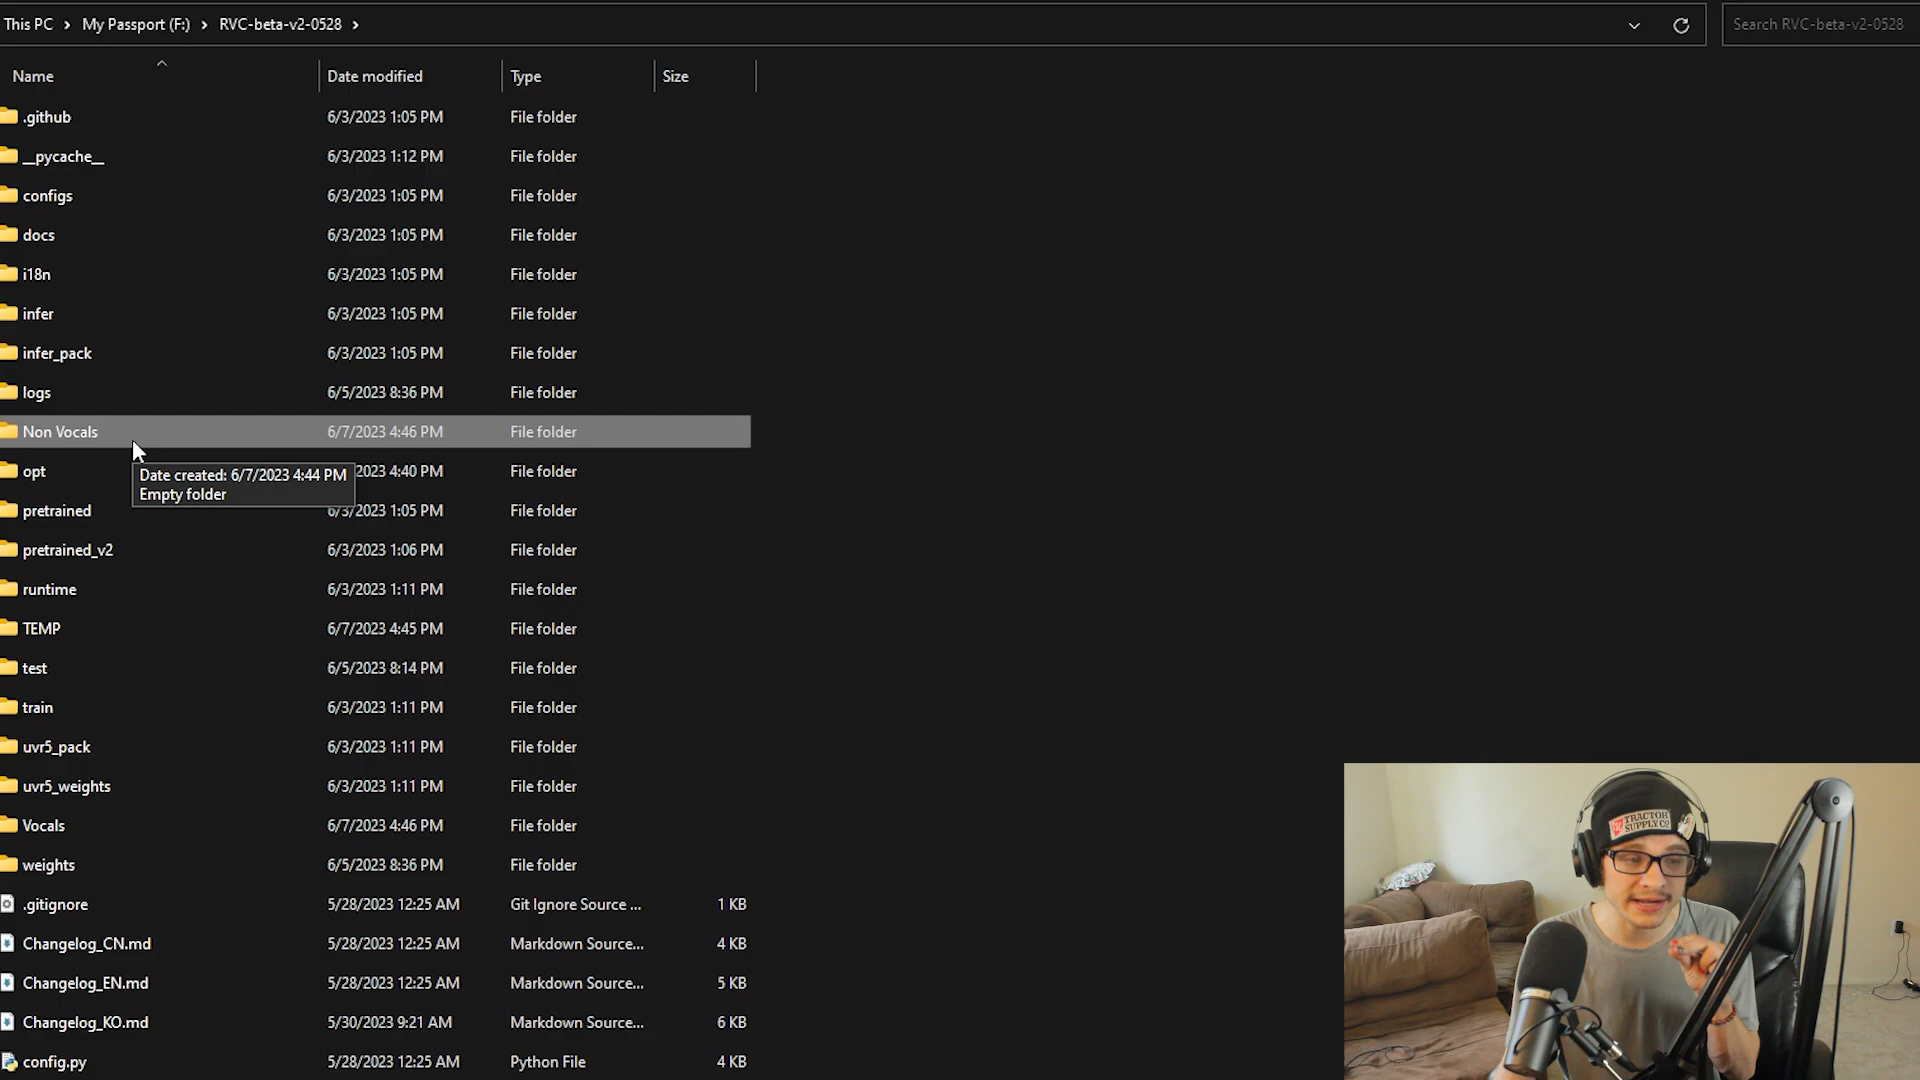 This PC > My Passport (F:) > RVC-beta-v2-0528 >
Search RVC-beta-v2-0528
Name Date modified Type Size
.github 6/3/2023 1:05 PM File folder
__pycache__ 6/3/2023 1:12 PM File folder
configs 6/3/2023 1:05 PM File folder
docs 6/3/2023 1:05 PM File folder
i18n 6/3/2023 1:05 PM File folder
infer 6/3/2023 1:05 PM File folder
infer_pack 6/3/2023 1:05 PM File folder
logs 6/5/2023 8:36 PM File folder
Non Vocals 6/7/2023 4:46 PM File folder
opt 2023 4:40 PM File folder
Date created: 6/7/2023 4:44 PM
Empty folder
pretrained 6/3/2023 1:05 PM File folder
pretrained_v2 6/3/2023 1:06 PM File folder
runtime 6/3/2023 1:11 PM File folder
TEMP 6/7/2023 4:45 PM File folder
test 6/5/2023 8:14 PM File folder
train 6/3/2023 1:11 PM File folder
uvr5_pack 6/3/2023 1:11 PM File folder
uvr5_weights 6/3/2023 1:11 PM File folder
Vocals 6/7/2023 4:46 PM File folder
weights 6/5/2023 8:36 PM File folder
.gitignore 5/28/2023 12:25 AM Git Ignore Source ... 1 KB
Changelog_CN.md 5/28/2023 12:25 AM Markdown Source... 4 KB
Changelog_EN.md 5/28/2023 12:25 AM Markdown Source... 5 KB
Changelog_KO.md 5/30/2023 9:21 AM Markdown Source... 6 KB
config.py 5/28/2023 12:25 AM Python File 4 KB
TRACTOR
SUPPLY CO